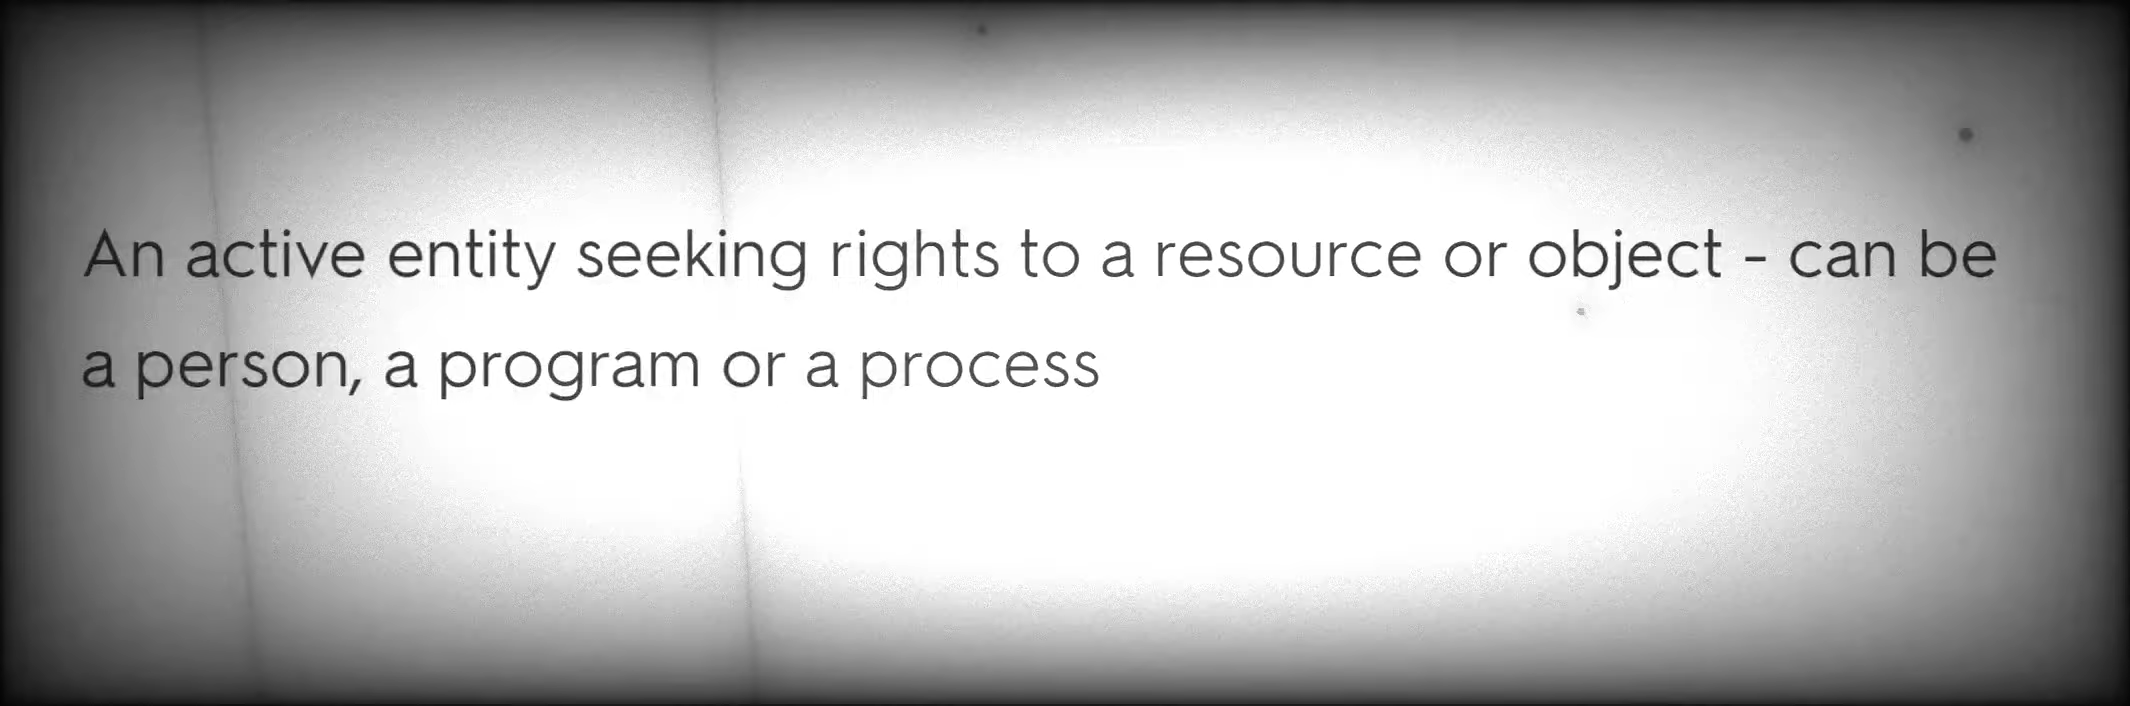 An active entity seeking rights to a resource or object - can be
a person, a program or a process